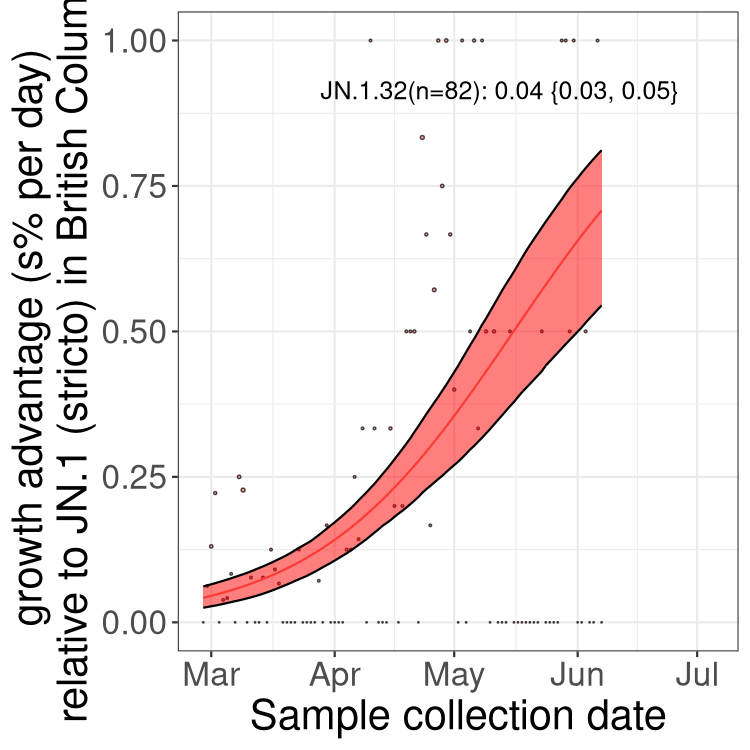 growth advantage (s% per day)
relative to JN.1 (stricto) in British Colum
1.00
0.75
0.50
0.25
0.00
JN.1.32(n=82): 0.04 {0.03, 0.05}
Mar Apr May Jun Jul
Sample collection date